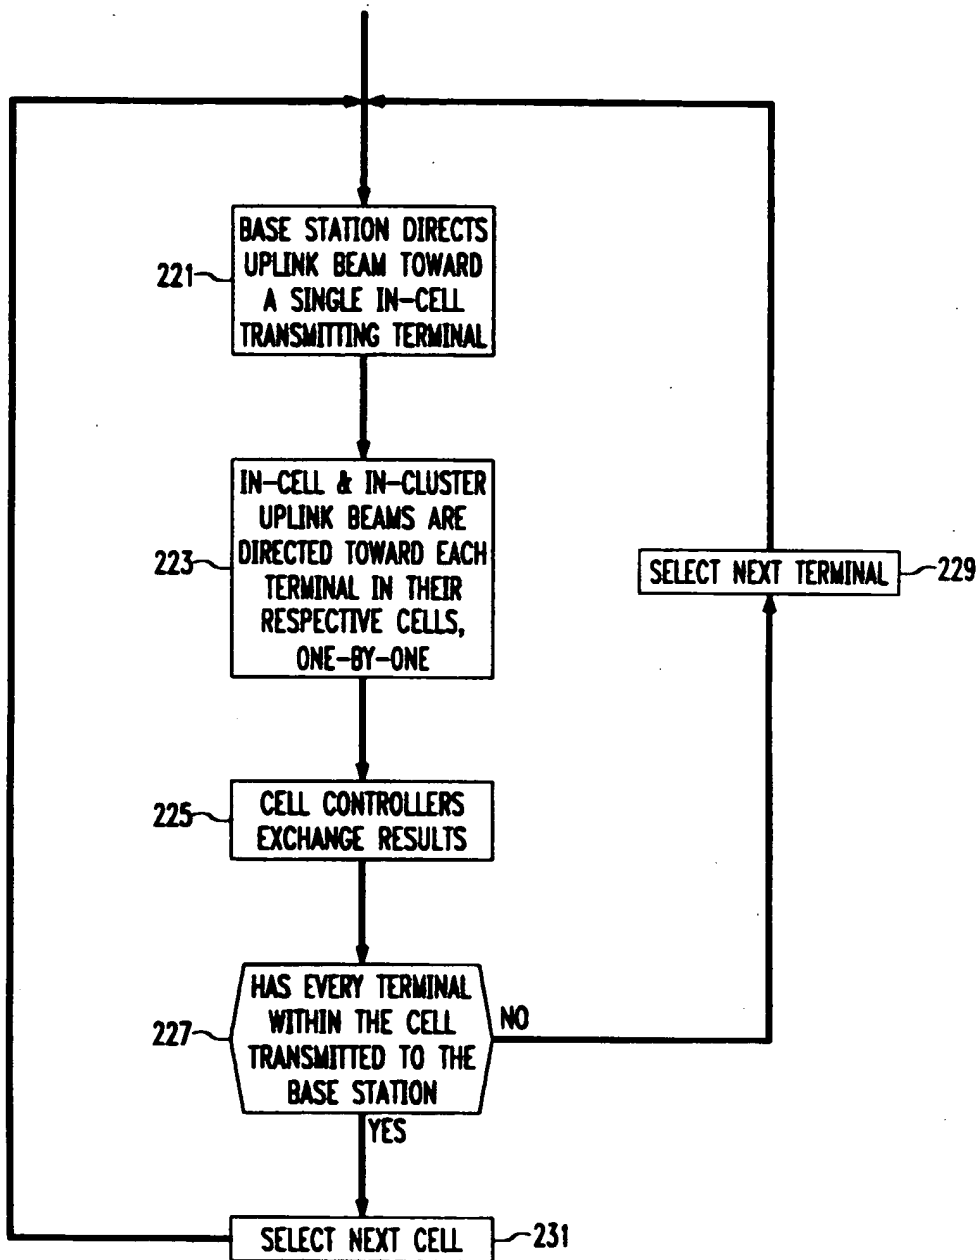 BASE STATION DIRECTS
UPLINK BEAM TOWARD
A SINGLE IN-CELL
TRANSMITTING TERMINAL
221
IN-CELL & IN-CLUSTER
UPLINK BEAMS ARE
DIRECTED TOWARD EACH
TERMINAL IN THEIR
RESPECTIVE CELLS,
ONE-BY-ONE
223
SELECT NEXT TERMINAL
229
CELL CONTROLLERS
EXCHANGE RESULTS
225
HAS EVERY TERMINAL
WITHIN THE CELL
TRANSMITTED TO THE
BASE STATION
227
NO
YES
SELECT NEXT CELL
231